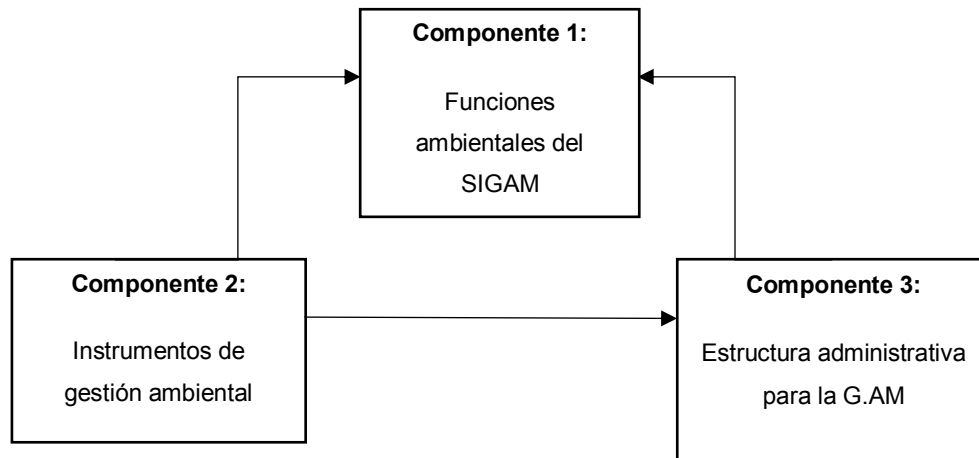 Componente 1:
Funciones
ambientales del
SIGAM
Componente 2:
Instrumentos de
gestión ambiental
Componente 3:
Estructura administrativa
para la G.AM